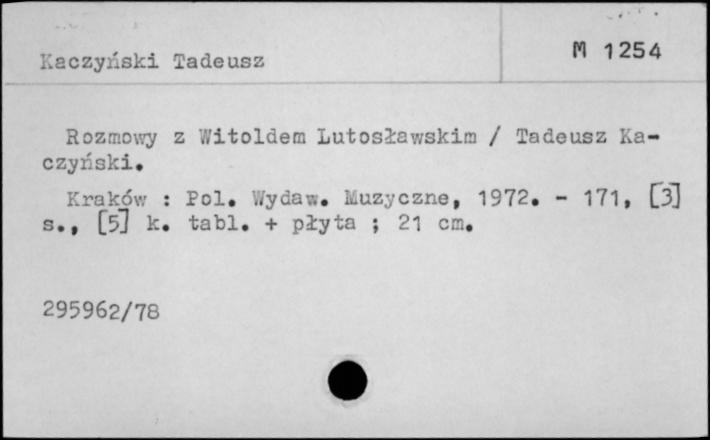 Kaczyński Tadeusz
M 1254
Rozmowy z Witoldem Lutosławskim / Tadeusz Ka-
czyński.
Kraków : Pol. Wydaw. Muzyczne, 1972. - 171, [3]
s., [5] k. tabl. + płyta ; 21 cm.
295962/78